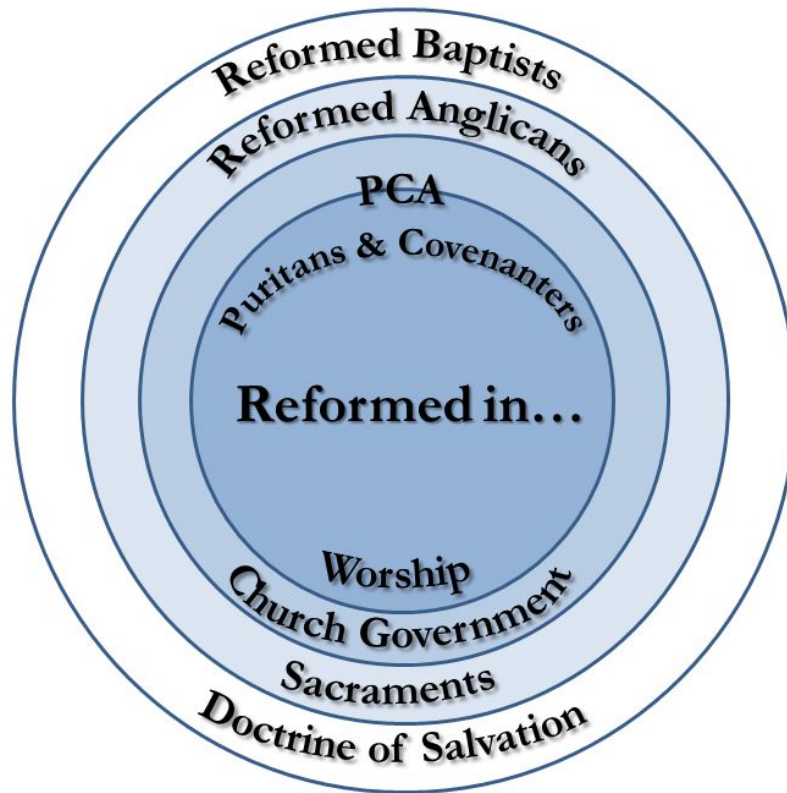 Reformed Baptists
Reformed Anglicans
PCA
Puritans & Covenanters
Reformed in…
Worship
Church Government
Sacraments
Doctrine of Salvation